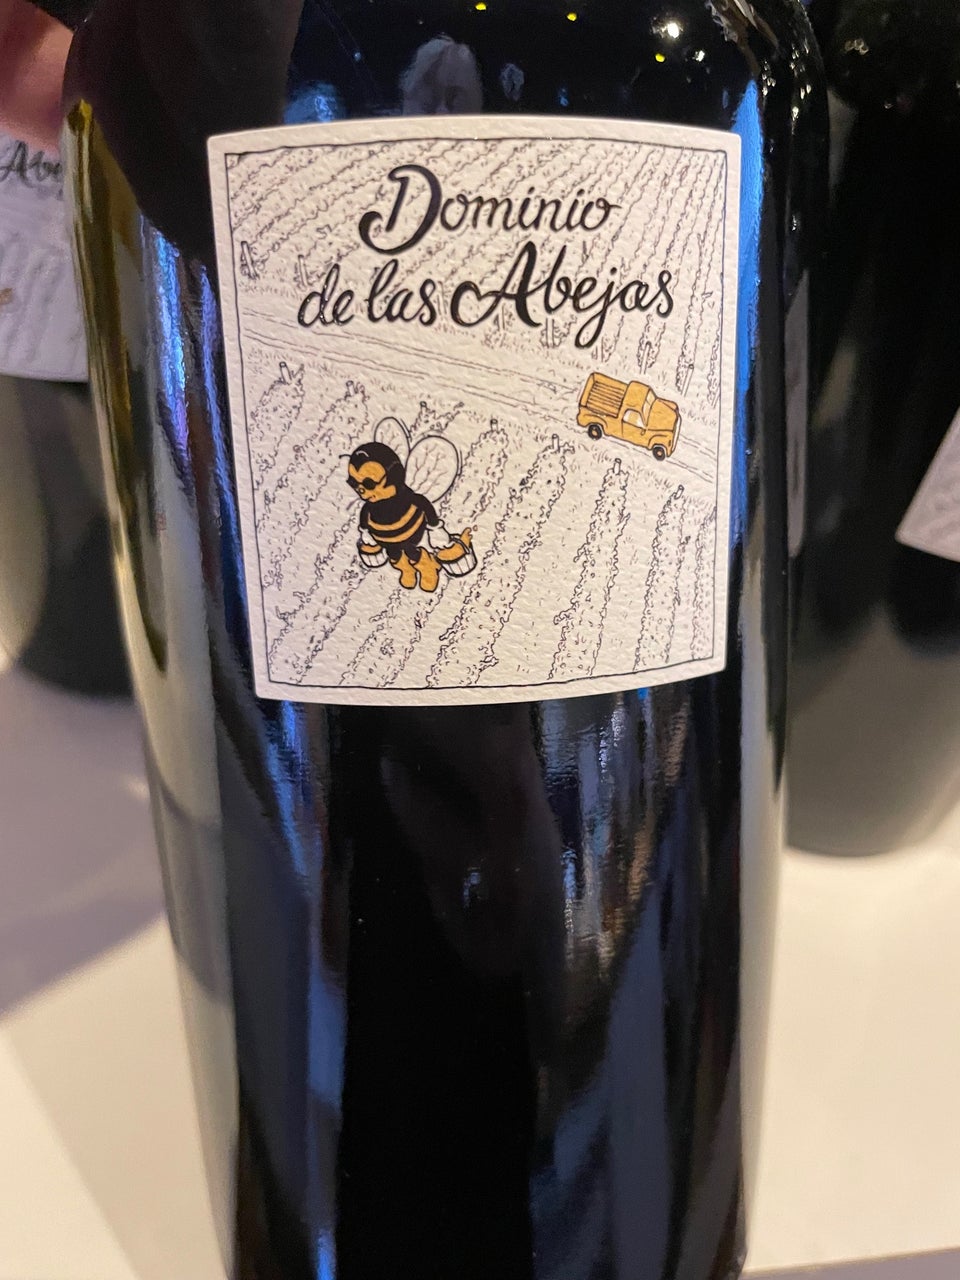 Dominio
de las Abejas